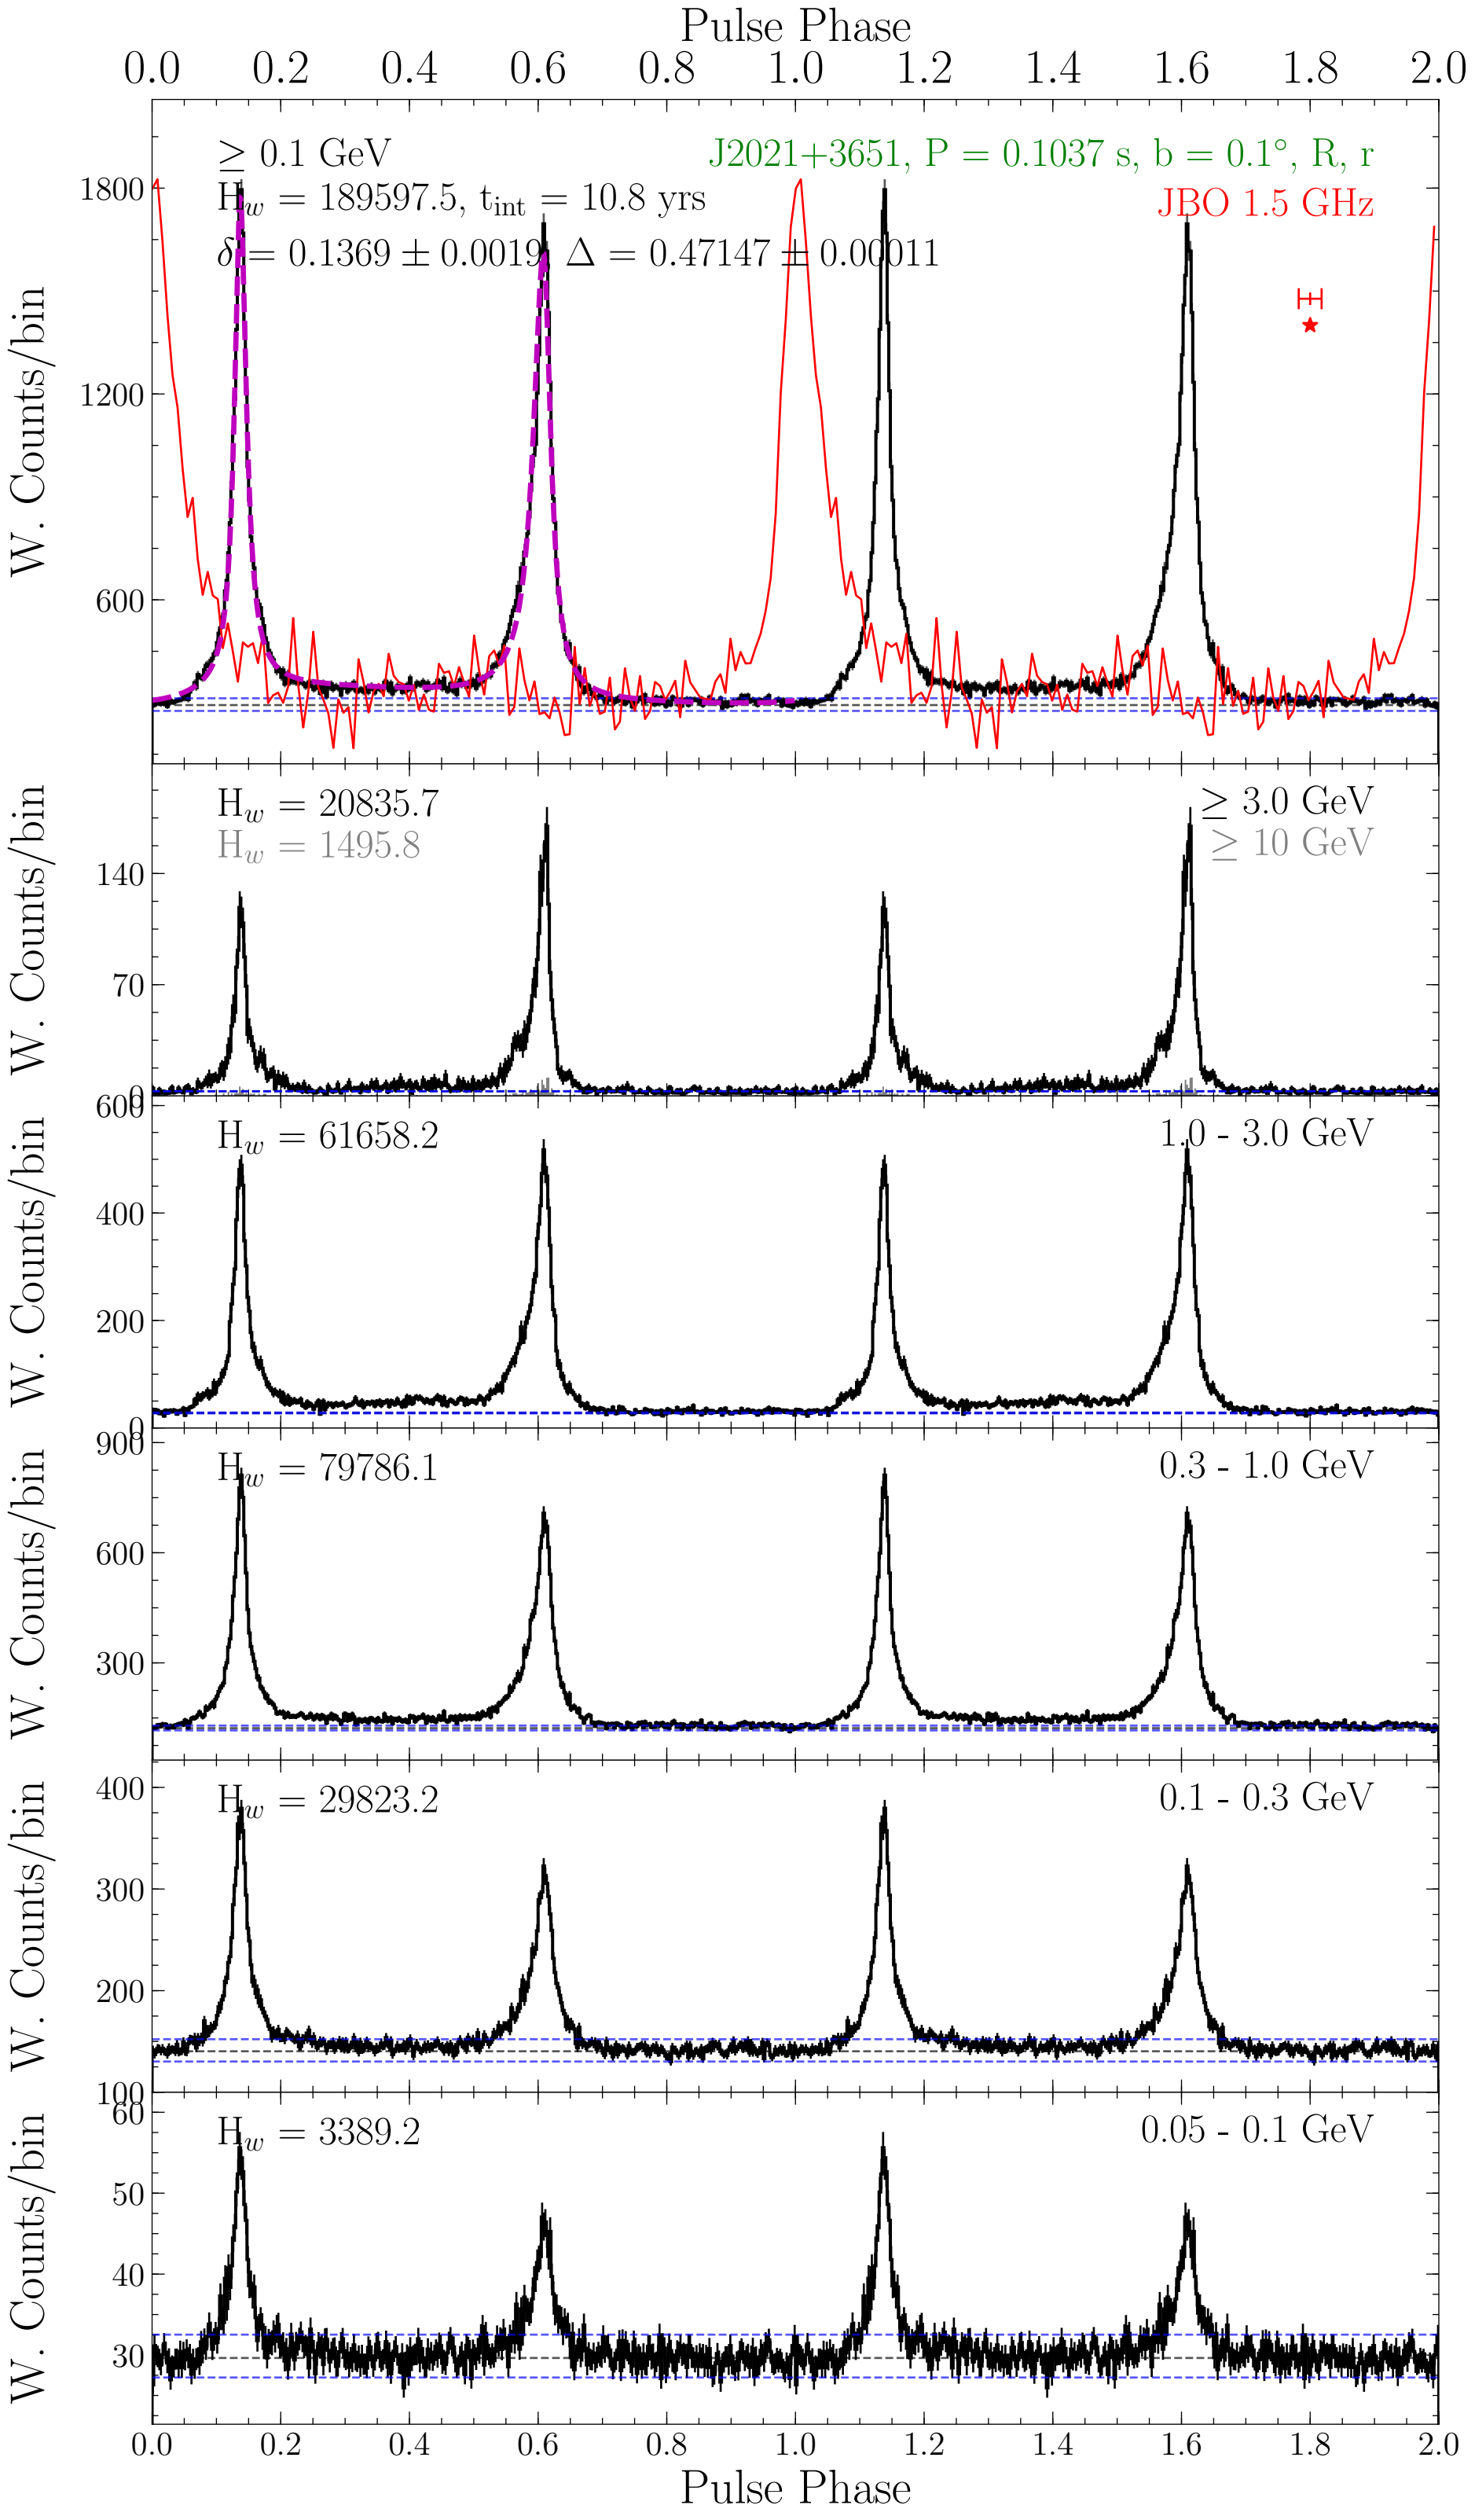 Pulse Phase
0.0 0.2 0.4 0.6 0.8 1.0 1.2 1.4 1.6 1.8 2.0
≥ 0.1 GeV
J2021+3651, P = 0.1037 s, b = 0.1°, R, r
H_w = 189597.5, t_int = 10.8 yrs
JBO 1.5 GHz
δ = 0.1369 ± 0.0019, Δ = 0.47147 ± 0.00011
W. Counts/bin
1800
1200
600
H_w = 20835.7
≥ 3.0 GeV
H_w = 1495.8
≥ 10 GeV
W. Counts/bin
140
70
0
H_w = 61658.2
1.0 - 3.0 GeV
W. Counts/bin
600
400
200
0
H_w = 79786.1
0.3 - 1.0 GeV
W. Counts/bin
900
600
300
H_w = 29823.2
0.1 - 0.3 GeV
W. Counts/bin
400
300
200
100
H_w = 3389.2
0.05 - 0.1 GeV
W. Counts/bin
60
50
40
30
0.0 0.2 0.4 0.6 0.8 1.0 1.2 1.4 1.6 1.8 2.0
Pulse Phase